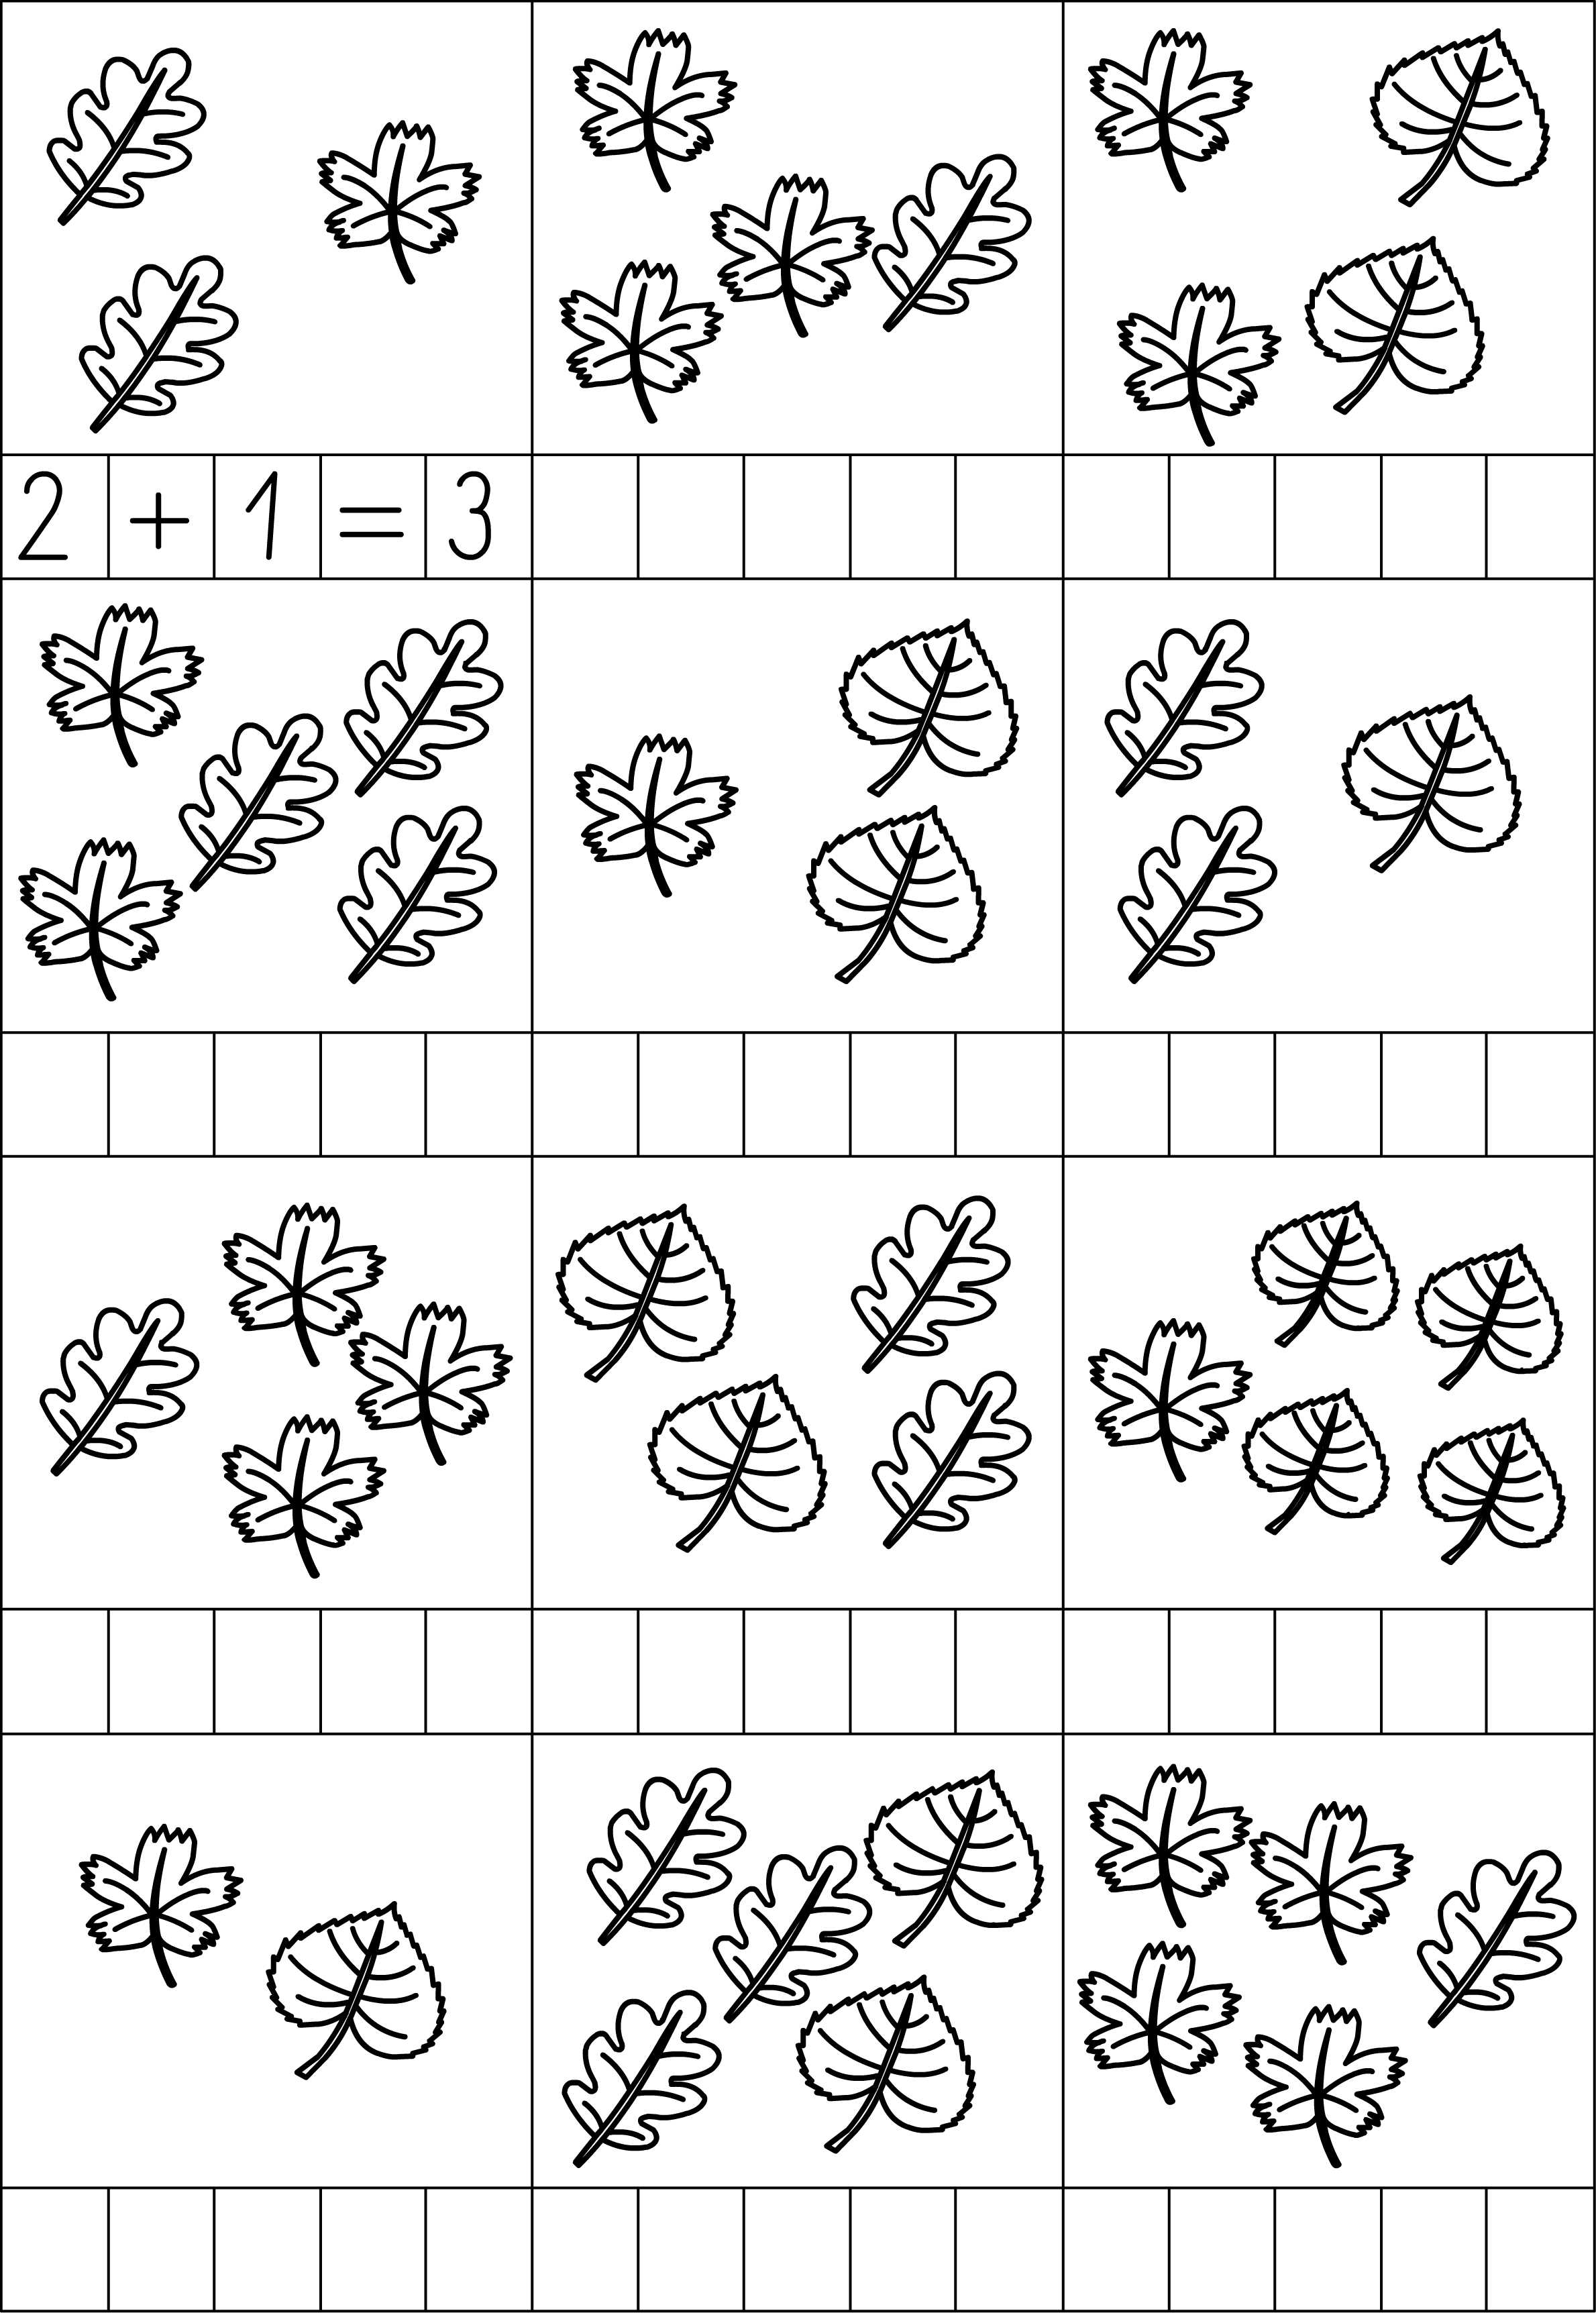 2 + 1 = 3